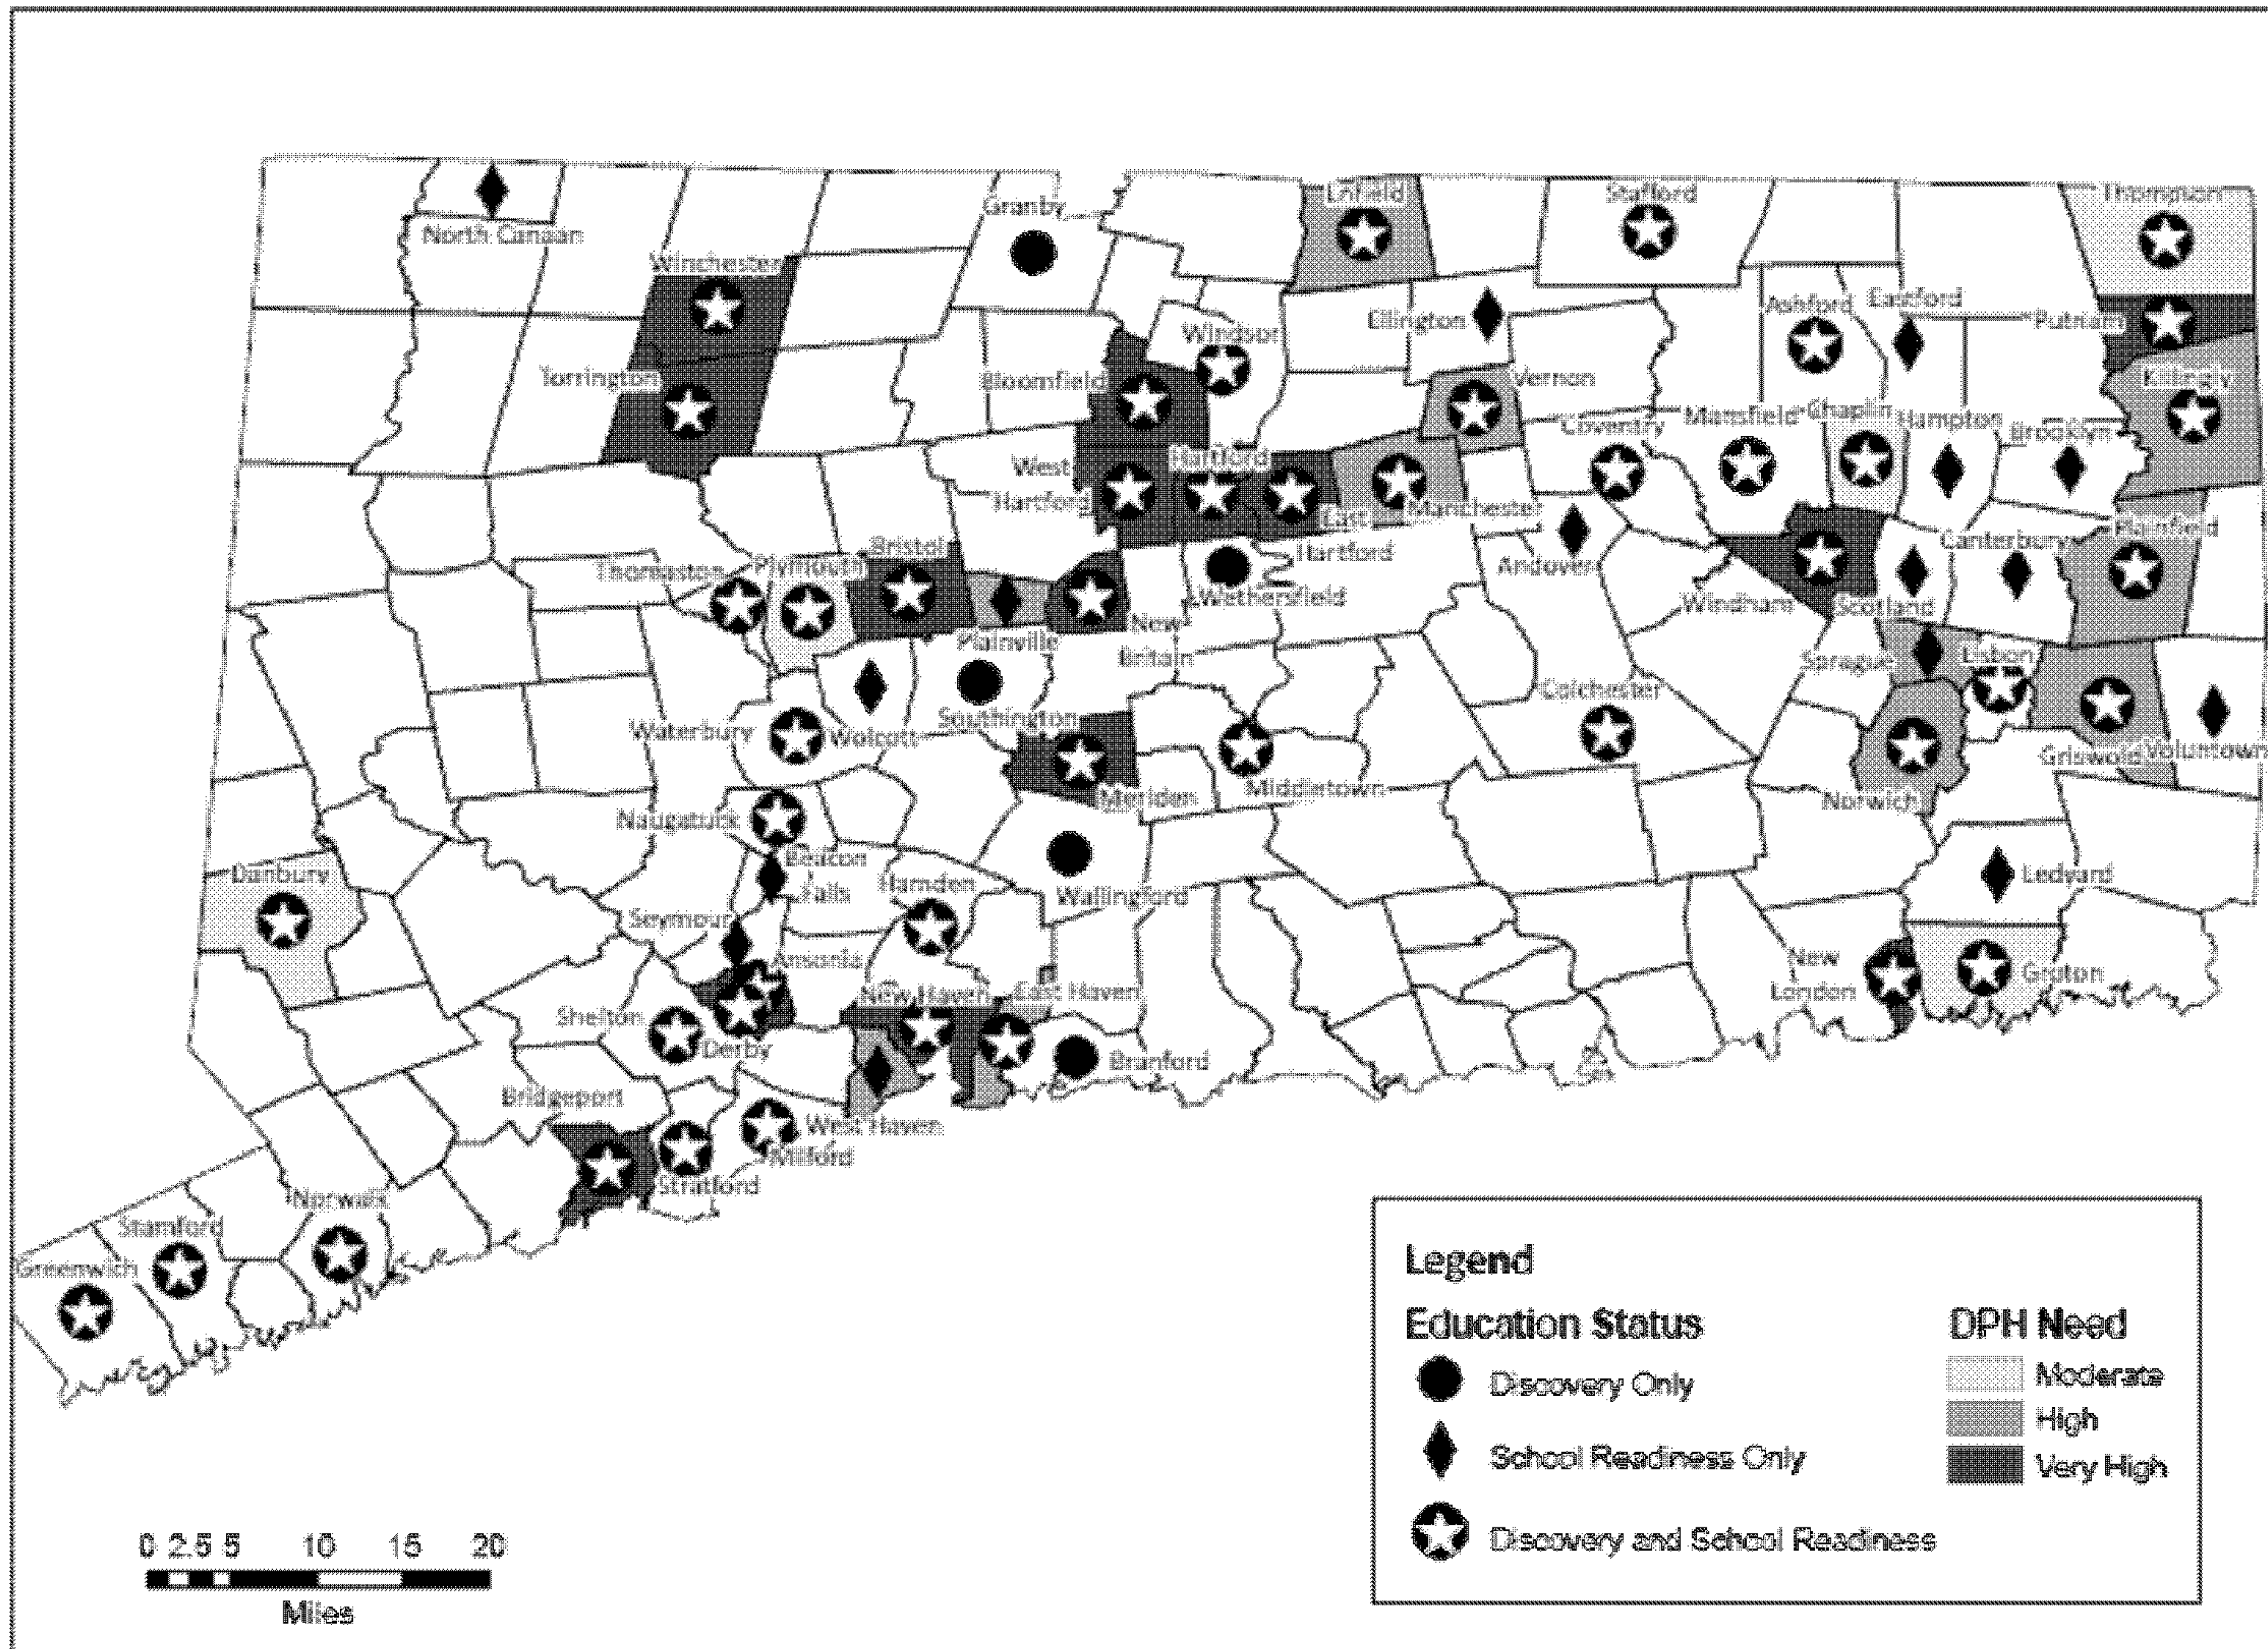 Enfield
Stafford
Thompson
Granby
North Canaan
Winchester
Ashford
Eastford
Ellington
Windsor
Putnam
Torrington
Bloomfield
Vernon
Killingly
Mansfield
Chaplin
Hampton
Coventry
Brooklyn
West
Hartford
Hartford
East
Hartford
Manchester
Plainfield
Canterbury
Bristol
Andover
Thomaston
Plymouth
Wethersfield
Windham
Scotland
New
Britain
Plainville
Sprague
Lisbon
Colchester
Southington
Waterbury
Wolcott
Griswold
Voluntown
Meriden
Middletown
Norwich
Naugatuck
Beacon
Falls
Danbury
Hamden
Wallingford
Ledyard
Seymour
Ansonia
New
London
Groton
New Haven
East Haven
Shelton
Derby
Branford
Bridgeport
West Haven
Milford
Stratford
Norwalk
Stamford
Greenwich
Legend
Education Status
Discovery Only
School Readiness Only
Discovery and School Readiness
DPH Need
Moderate
High
Very High
0 2.5 5 10 15 20
Miles